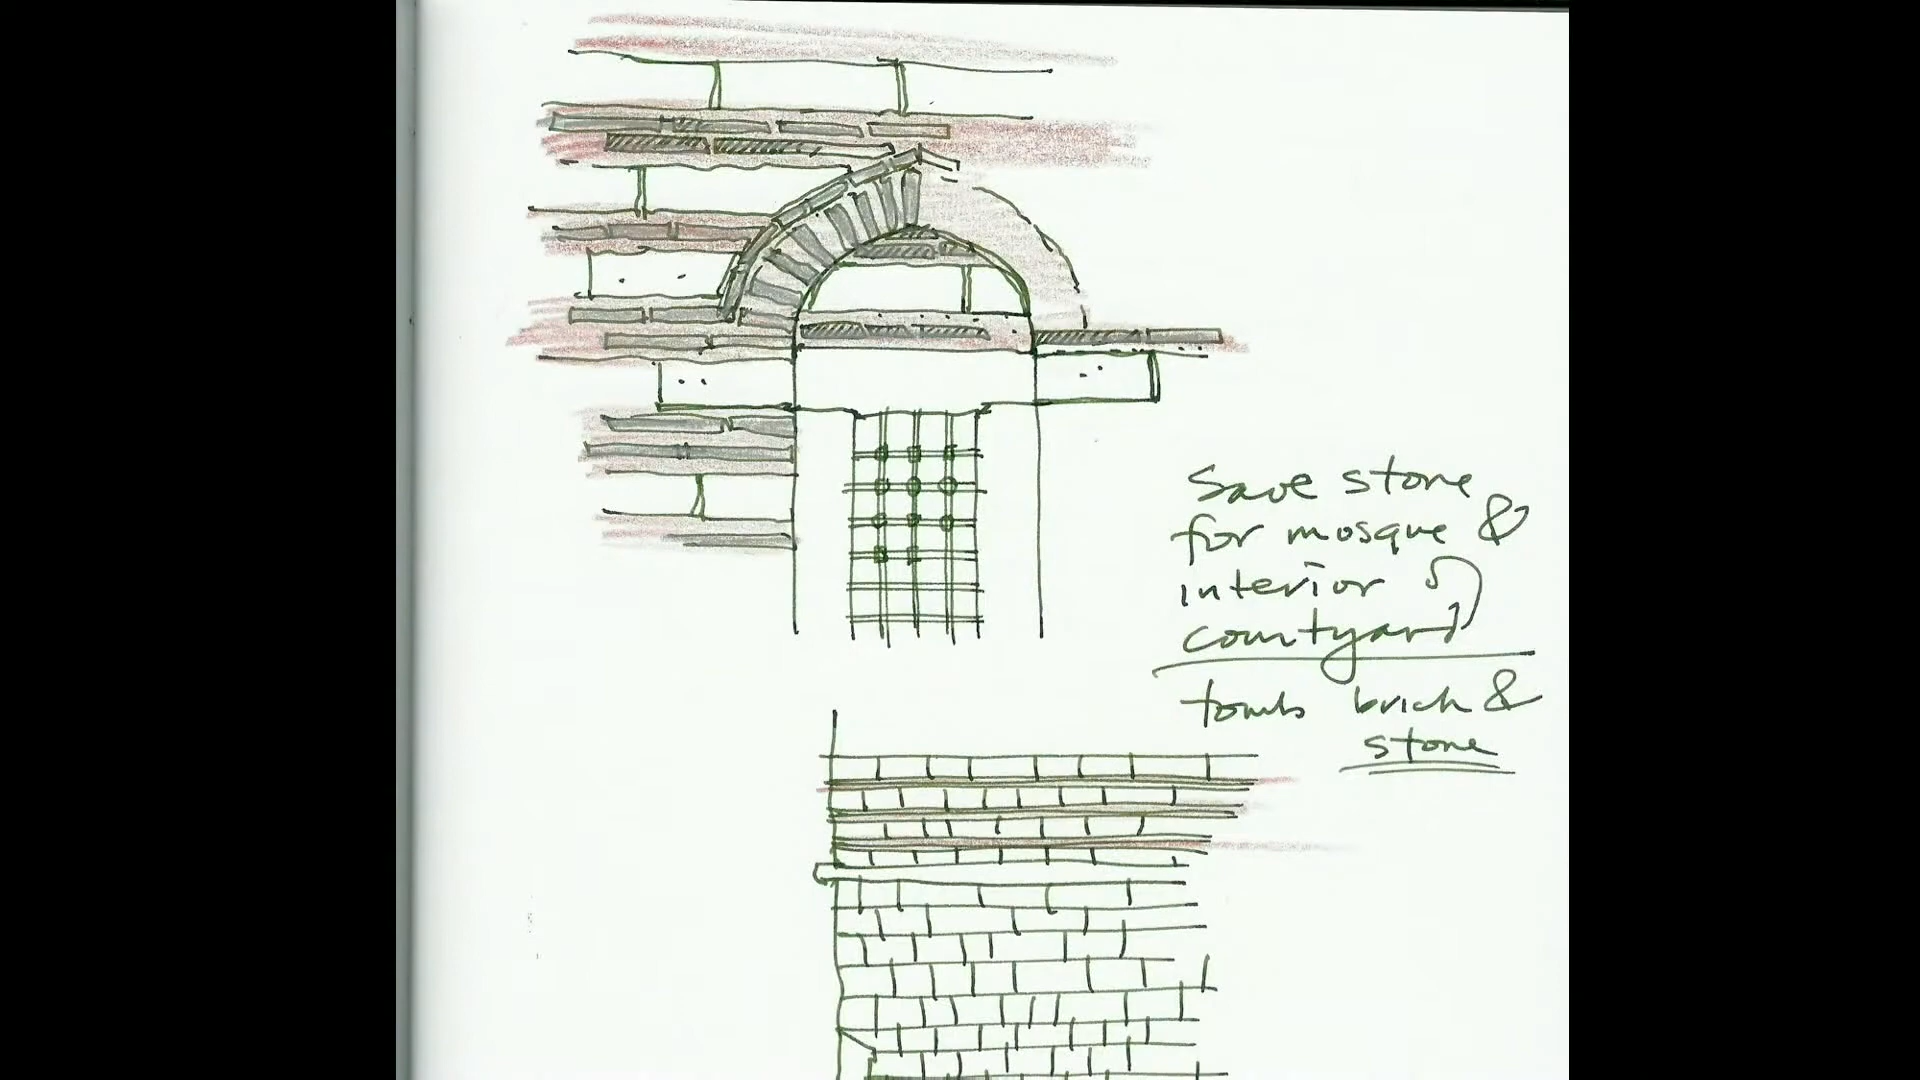 Save stone
for mosque &
interior of
courtyard
tombs brick &
stone